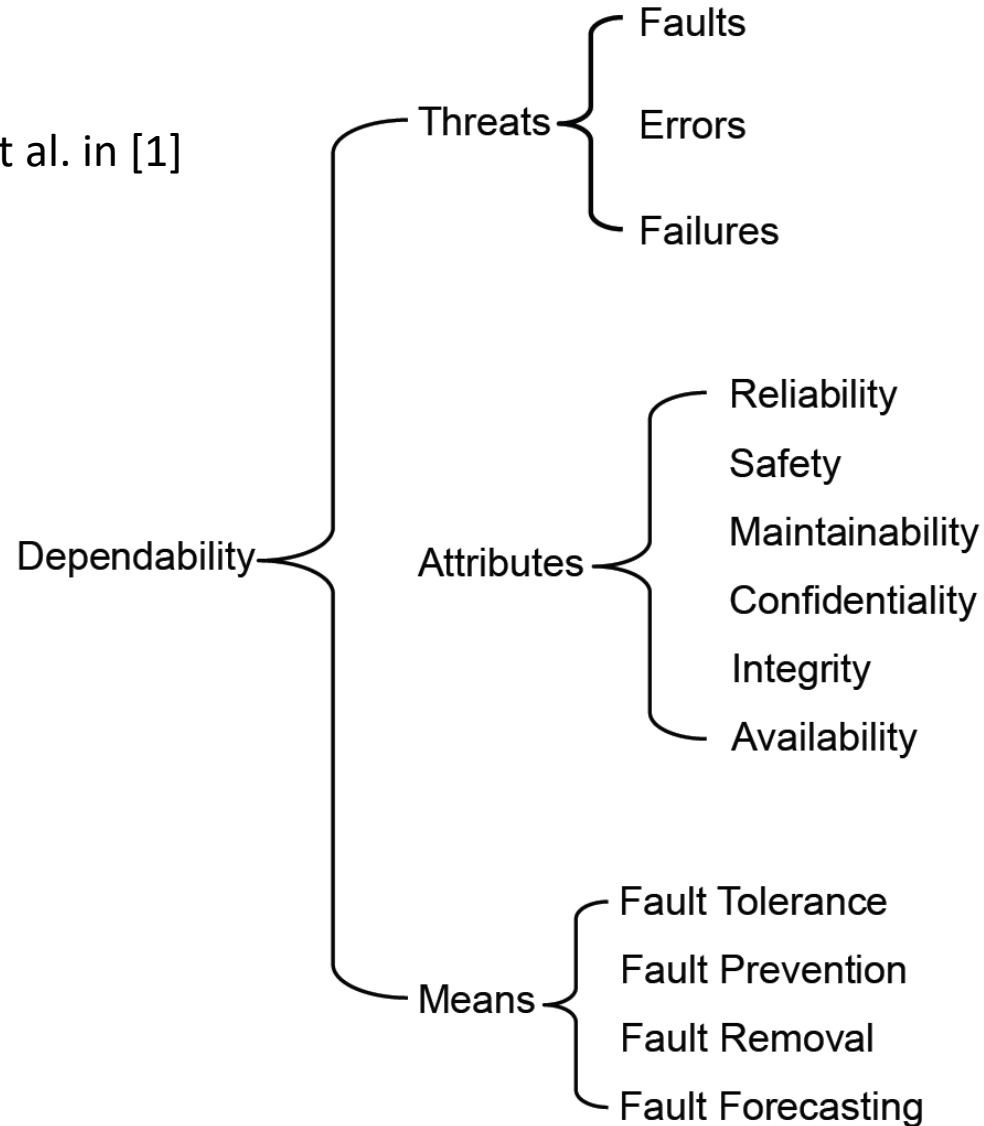 t al. in [1]
Dependability
Threats
Faults
Errors
Failures
Attributes
Reliability
Safety
Maintainability
Confidentiality
Integrity
Availability
Means
Fault Tolerance
Fault Prevention
Fault Removal
Fault Forecasting